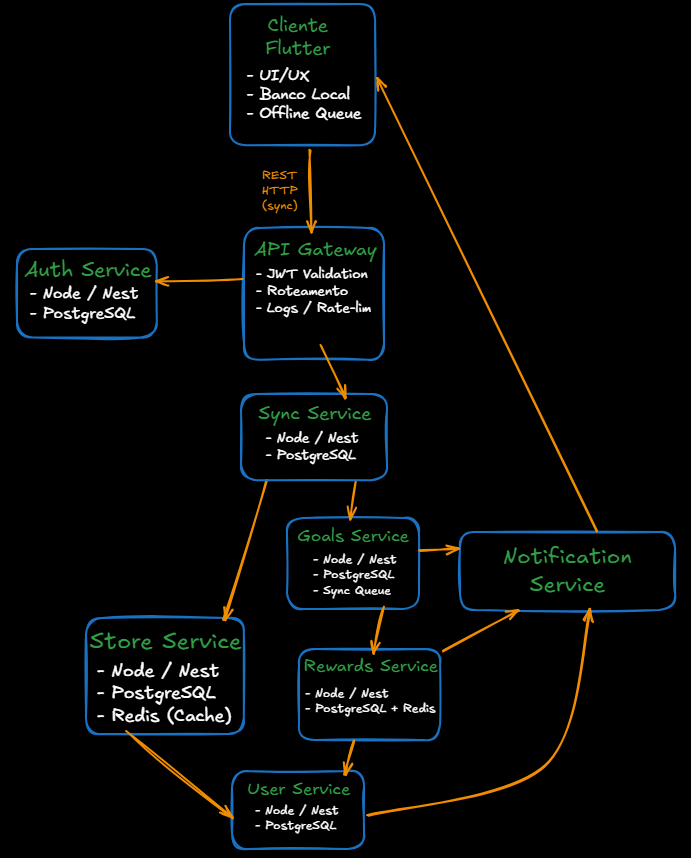 Cliente
Flutter
- UI/UX
- Banco Local
- Offline Queue
REST
HTTP
(sync)
API Gateway
- JWT Validation
- Roteamento
- Logs / Rate-lim
Auth Service
- Node / Nest
- PostgreSQL
Sync Service
- Node / Nest
- PostgreSQL
Goals Service
- Node / Nest
- PostgreSQL
- Sync Queue
Notification
Service
Store Service
- Node / Nest
- PostgreSQL
- Redis (Cache)
Rewards Service
- Node / Nest
- PostgreSQL + Redis
User Service
- Node / Nest
- PostgreSQL